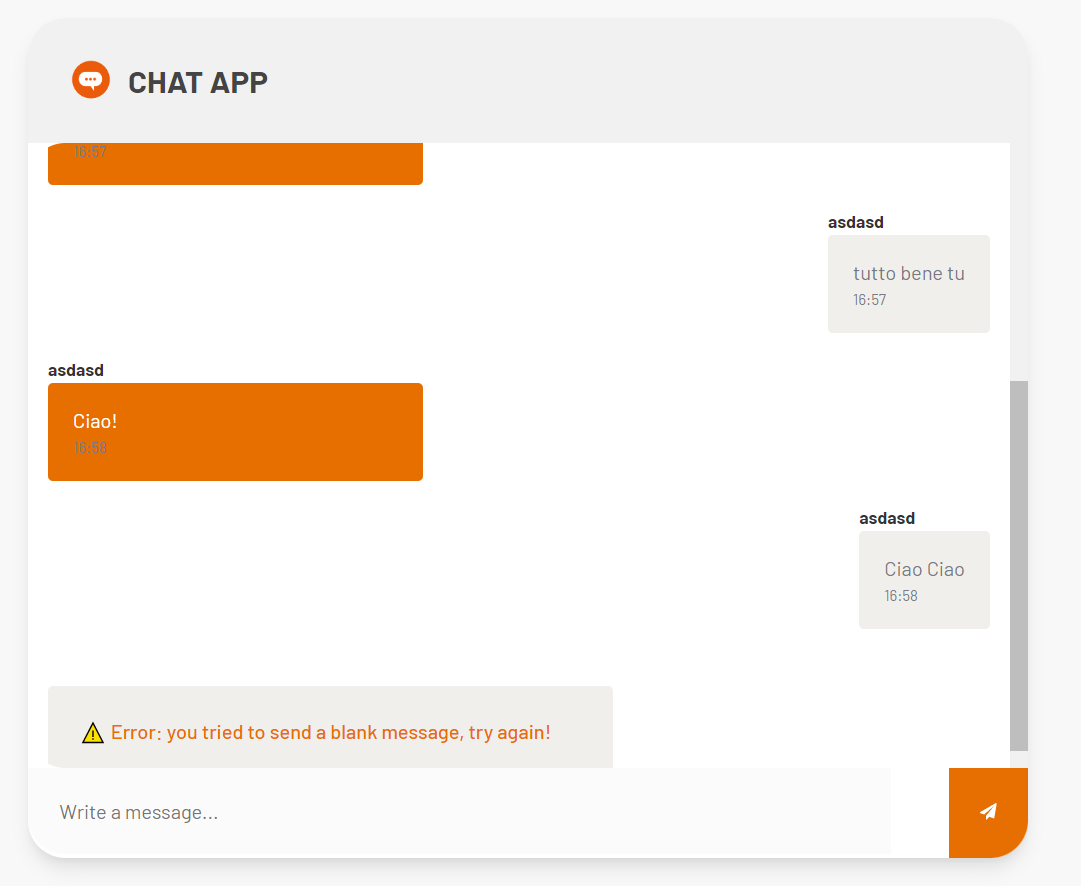 CHAT APP
16:57
asdasd
tutto bene tu
16:57
asdasd
Ciao!
16:58
asdasd
Ciao Ciao
16:58
Error: you tried to send a blank message, try again!
Write a message...